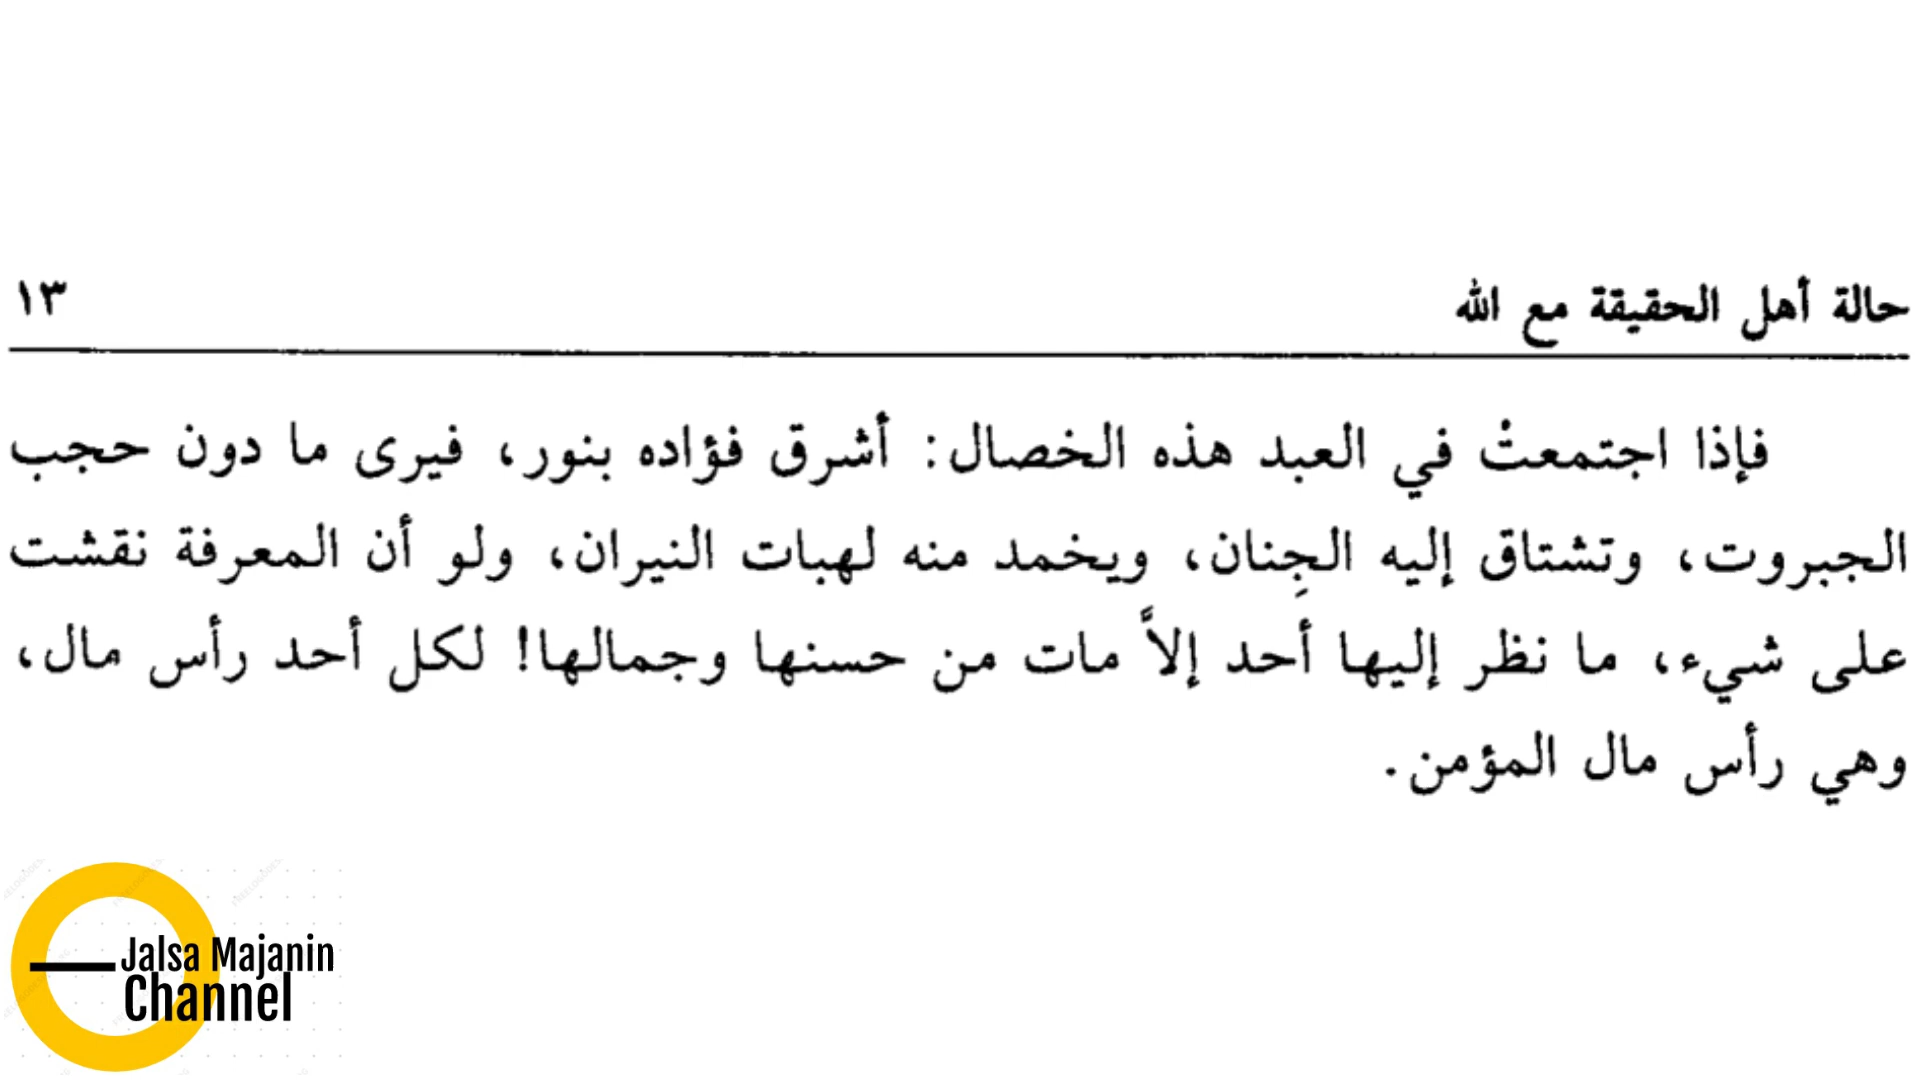 حالة أهل الحقيقة مع الله ١٣
فإذا اجتمعتْ في العبد هذه الخصال: أشرق فؤاده بنور، فيرى ما دون حجب
الجبروت، وتشتاق إليه الجِنان، ويخمد منه لهبات النيران، ولو أن المعرفة نقشت
على شيء، ما نظر إليها أحد إلاَّ مات من حسنها وجمالها! لكل أحد رأس مال،
وهي رأس مال المؤمن.
Jalsa Majanin
Channel